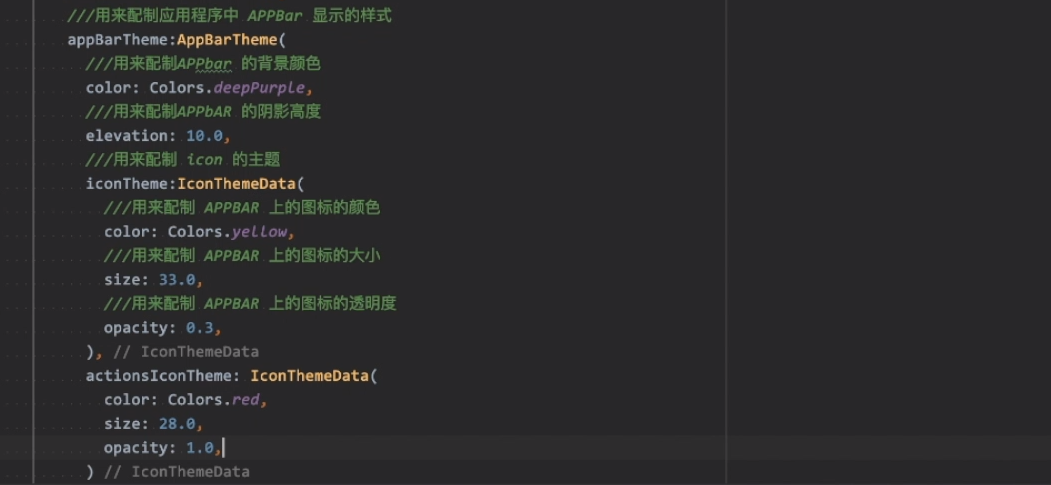 ///用来配制应用程序中 APPBar 显示的样式
appBarTheme:AppBarTheme(
///用来配制APPbar 的背景颜色
color: Colors.deepPurple,
///用来配制APPbAR 的阴影高度
elevation: 10.0,
///用来配制 icon 的主题
iconTheme:IconThemeData(
///用来配制 APPBAR 上的图标的颜色
color: Colors.yellow,
///用来配制 APPBAR 上的图标的大小
size: 33.0,
///用来配制 APPBAR 上的图标的透明度
opacity: 0.3,
), // IconThemeData
actionsIconTheme: IconThemeData(
color: Colors.red,
size: 28.0,
opacity: 1.0,
) // IconThemeData